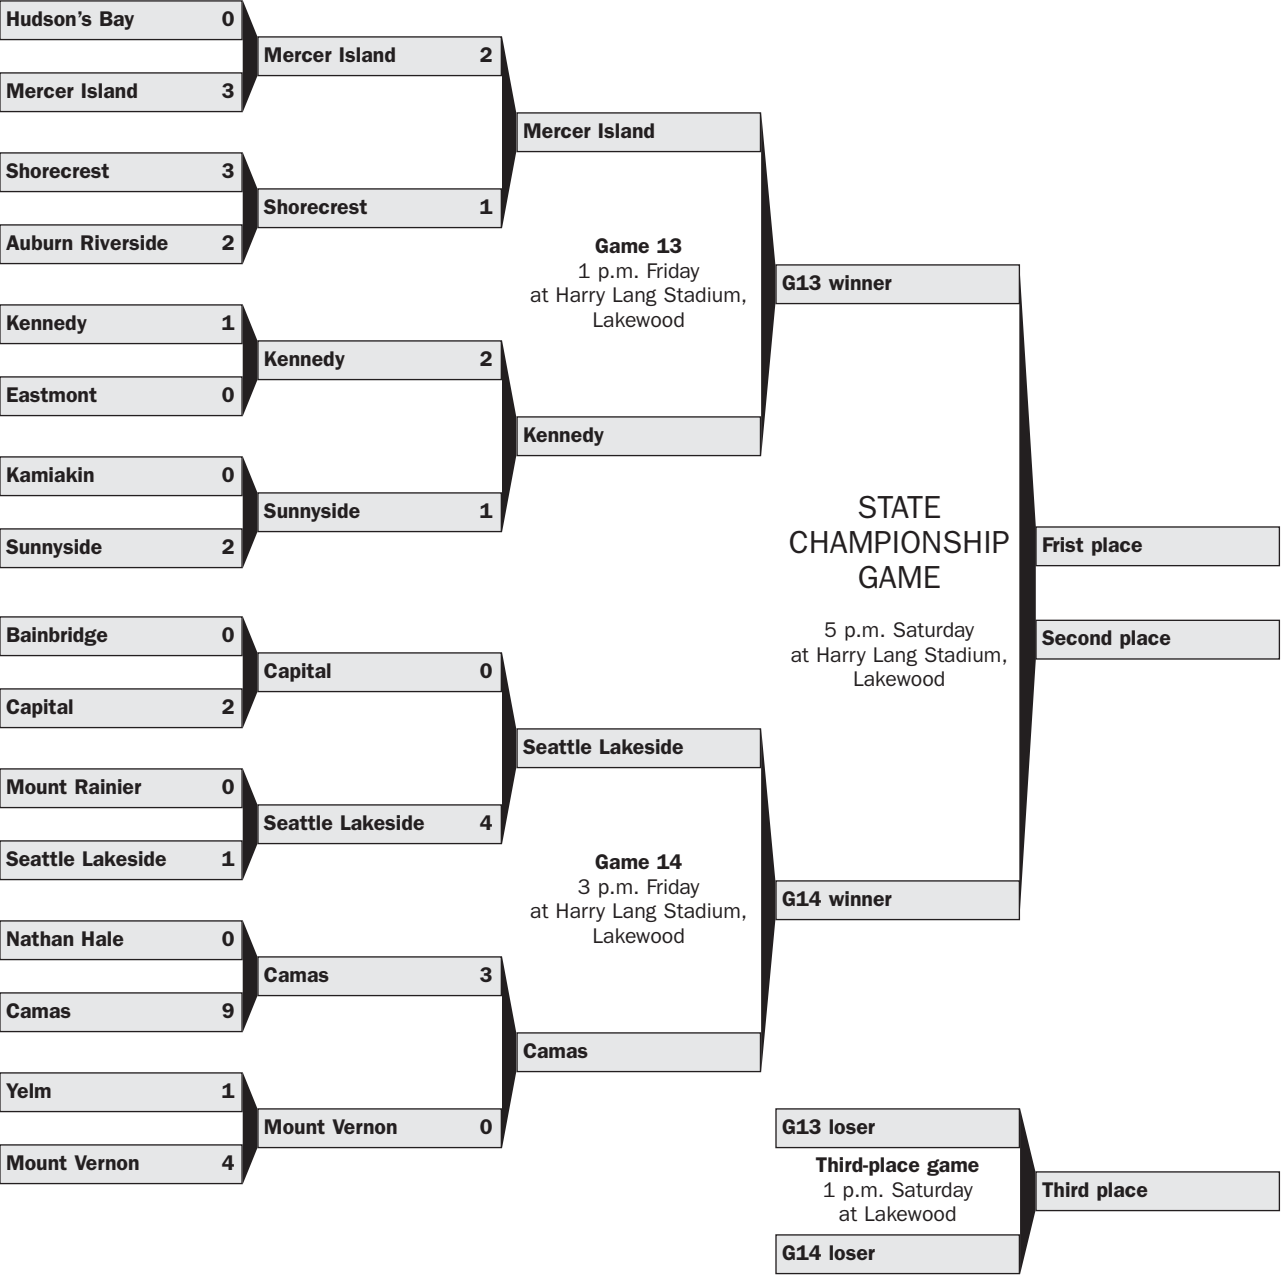 Hudson’s Bay 0
Mercer Island 3
Shorecrest 3
Auburn Riverside 2
Kennedy 1
Eastmont 0
Kamiakin 0
Sunnyside 2
Bainbridge 0
Capital 2
Mount Rainier 0
Seattle Lakeside 1
Nathan Hale 0
Camas 9
Yelm 1
Mount Vernon 4
Mercer Island 2
Shorecrest 1
Kennedy 2
Sunnyside 1
Capital 0
Seattle Lakeside 4
Camas 3
Mount Vernon 0
Mercer Island
Game 13
1 p.m. Friday
at Harry Lang Stadium,
Lakewood
Kennedy
Seattle Lakeside
Game 14
3 p.m. Friday
at Harry Lang Stadium,
Lakewood
Camas
G13 winner
STATE
CHAMPIONSHIP
GAME
5 p.m. Saturday
at Harry Lang Stadium,
Lakewood
G14 winner
Frist place
Second place
G13 loser
Third-place game
1 p.m. Saturday
at Lakewood
G14 loser
Third place